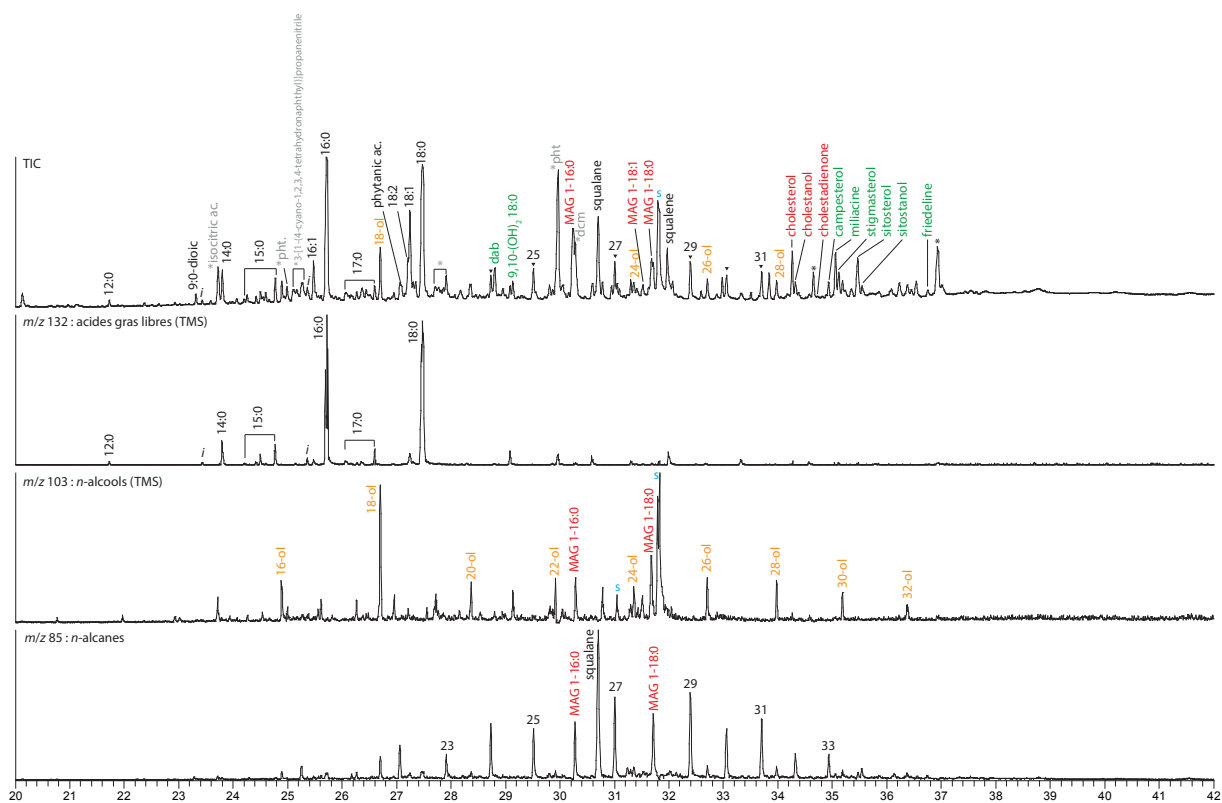 TIC
12:0
9:0-dioic
i
*isocitric ac.
14:0
15:0
*pht.
*3-[1-(4-cyano-1,2,3,4-tetrahydronaphthyl)]propanenitrile
i
16:1
16:0
17:0
18-ol
phytanic ac.
18:2
18:1
18:0
*
dab
9,10-(OH)2 18:0
25
*pht
MAG 1-16:0
*dcm
squalane
27
MAG 1-18:1
24-ol
MAG 1-18:0
s
squalene
29
26-ol
31
28-ol
cholesterol
cholestanol
*
cholestadienone
campesterol
miliacine
stigmasterol
sitosterol
sitostanol
friedeline
*
m/z 132 : acides gras libres (TMS)
12:0
i
14:0
15:0
i
16:0
17:0
18:0
m/z 103 : n-alcools (TMS)
16-ol
18-ol
20-ol
22-ol
MAG 1-16:0
s
24-ol
MAG 1-18:0
s
26-ol
28-ol
30-ol
32-ol
m/z 85 : n-alcanes
23
25
MAG 1-16:0
squalane
27
MAG 1-18:0
29
31
33
20 21 22 23 24 25 26 27 28 29 30 31 32 33 34 35 36 37 38 39 40 41 42